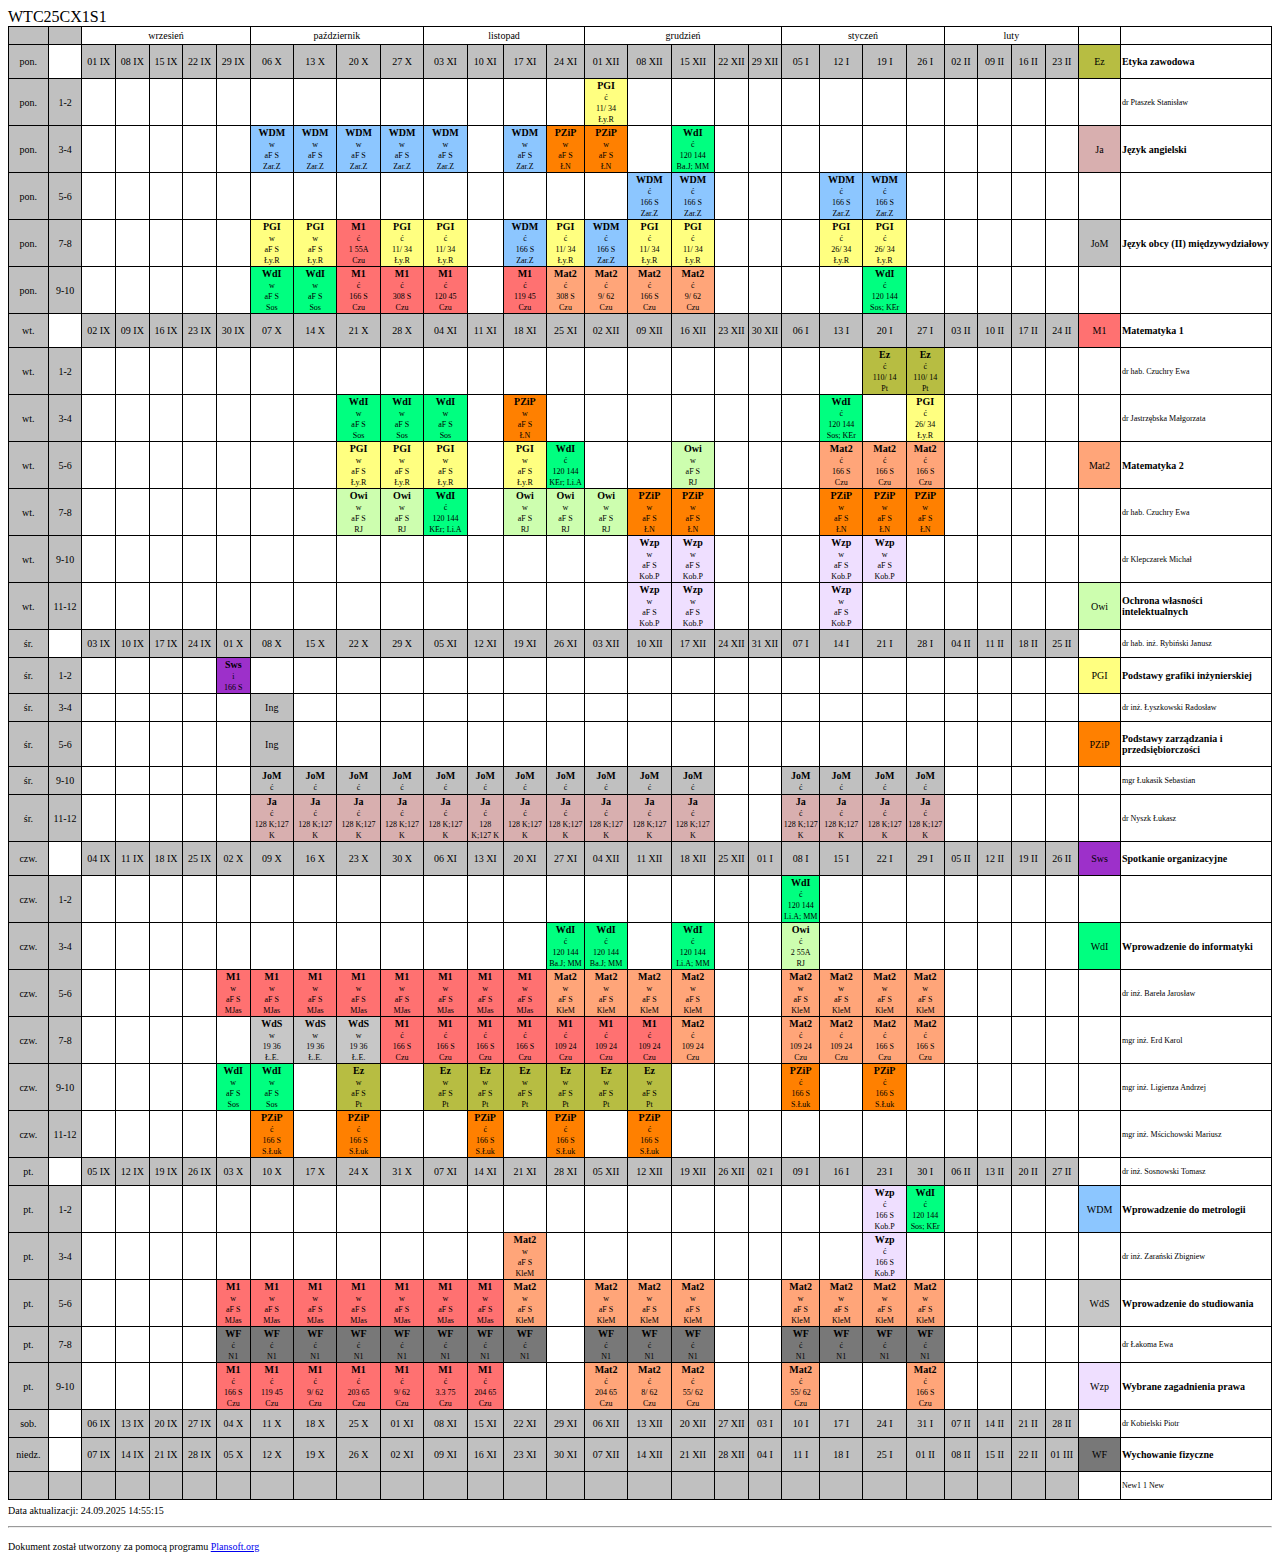 WTC25CX1S1
wrzesień październik listopad grudzień styczeń luty
pon. 01 IX 08 IX 15 IX 22 IX 29 IX 06 X 13 X 20 X 27 X 03 XI 10 XI 17 XI 24 XI 01 XII 08 XII 15 XII 22 XII 29 XII 05 I 12 I 19 I 26 I 02 II 09 II 16 II 23 II Ez Etyka zawodowa
pon. 1-2 PGI dr Ptaszek Stanisław
ć
11/ 34
Ły.R
pon. 3-4 WDM WDM WDM WDM WDM WDM PZiP PZiP WdI Ja Język angielski
w w w w w w w w ć
aF S aF S aF S aF S aF S aF S aF S aF S 120 144
Zar.Z Zar.Z Zar.Z Zar.Z Zar.Z Zar.Z ŁN ŁN Ba.J; MM
pon. 5-6 WDM WDM WDM WDM
ć ć ć ć
166 S 166 S 166 S 166 S
Zar.Z Zar.Z Zar.Z Zar.Z
pon. 7-8 PGI PGI M1 PGI PGI WDM PGI WDM PGI PGI PGI PGI JoM Język obcy (II) międzywydziałowy
w w ć ć ć ć ć ć ć ć ć ć
aF S aF S 1 55A 11/ 34 11/ 34 166 S 11/ 34 166 S 11/ 34 11/ 34 26/ 34 26/ 34
Ły.R Ły.R Czu Ły.R Ły.R Zar.Z Ły.R Zar.Z Ły.R Ły.R Ły.R Ły.R
pon. 9-10 WdI WdI M1 M1 M1 M1 Mat2 Mat2 Mat2 Mat2 WdI
w w ć ć ć ć ć ć ć ć ć
aF S aF S 166 S 308 S 120 45 119 45 308 S 9/ 62 166 S 9/ 62 120 144
Sos Sos Czu Czu Czu Czu Czu Czu Czu Czu Sos; KEr
wt. 02 IX 09 IX 16 IX 23 IX 30 IX 07 X 14 X 21 X 28 X 04 XI 11 XI 18 XI 25 XI 02 XII 09 XII 16 XII 23 XII 30 XII 06 I 13 I 20 I 27 I 03 II 10 II 17 II 24 II M1 Matematyka 1
wt. 1-2 Ez Ez dr hab. Czuchry Ewa
ć ć
110/ 14 110/ 14
Pt Pt
wt. 3-4 WdI WdI WdI PZiP WdI PGI dr Jastrzębska Małgorzata
w w w w ć ć
aF S aF S aF S aF S 120 144 26/ 34
Sos Sos Sos ŁN Sos; KEr Ły.R
wt. 5-6 PGI PGI PGI PGI WdI Owi Mat2 Mat2 Mat2 Mat2 Matematyka 2
w w w w ć w ć ć ć
aF S aF S aF S aF S 120 144 aF S 166 S 166 S 166 S
Ły.R Ły.R Ły.R Ły.R KEr; Li.A RJ Czu Czu Czu
wt. 7-8 Owi Owi WdI Owi Owi Owi PZiP PZiP PZiP PZiP PZiP dr hab. Czuchry Ewa
w w ć w w w w w w w w
aF S aF S 120 144 aF S aF S aF S aF S aF S aF S aF S aF S
RJ RJ KEr; Li.A RJ RJ RJ ŁN ŁN ŁN ŁN ŁN
wt. 9-10 Wzp Wzp Wzp Wzp dr Klepczarek Michał
w w w w
aF S aF S aF S aF S
Kob.P Kob.P Kob.P Kob.P
wt. 11-12 Wzp Wzp Wzp Owi Ochrona własności
w w w intelektualnych
aF S aF S aF S
Kob.P Kob.P Kob.P
śr. 03 IX 10 IX 17 IX 24 IX 01 X 08 X 15 X 22 X 29 X 05 XI 12 XI 19 XI 26 XI 03 XII 10 XII 17 XII 24 XII 31 XII 07 I 14 I 21 I 28 I 04 II 11 II 18 II 25 II dr hab. inż. Rybiński Janusz
śr. 1-2 Sws PGI Podstawy grafiki inżynierskiej
i
166 S
śr. 3-4 Ing dr inż. Łyszkowski Radosław
śr. 5-6 Ing PZiP Podstawy zarządzania i
przedsiębiorczości
śr. 9-10 JoM JoM JoM JoM JoM JoM JoM JoM JoM JoM JoM JoM JoM JoM JoM mgr Łukasik Sebastian
ć ć ć ć ć ć ć ć ć ć ć ć ć ć ć
śr. 11-12 Ja Ja Ja Ja Ja Ja Ja Ja Ja Ja Ja Ja Ja Ja Ja dr Nyszk Łukasz
ć ć ć ć ć ć ć ć ć ć ć ć ć ć ć
128 K;127 128 K;127 128 K;127 128 K;127 128 K;127 128 128 K;127 128 K;127 128 K;127 128 K;127 128 K;127 128 K;127 128 K;127 128 K;127 128 K;127
K K K K K K;127 K K K K K K K K K K
czw. 04 IX 11 IX 18 IX 25 IX 02 X 09 X 16 X 23 X 30 X 06 XI 13 XI 20 XI 27 XI 04 XII 11 XII 18 XII 25 XII 01 I 08 I 15 I 22 I 29 I 05 II 12 II 19 II 26 II Sws Spotkanie organizacyjne
czw. 1-2 WdI
ć
120 144
Li.A; MM
czw. 3-4 WdI WdI WdI Owi WdI Wprowadzenie do informatyki
ć ć ć ć
120 144 120 144 120 144 2 55A
Ba.J; MM Ba.J; MM Li.A; MM RJ
czw. 5-6 M1 M1 M1 M1 M1 M1 M1 M1 Mat2 Mat2 Mat2 Mat2 Mat2 Mat2 Mat2 Mat2 dr inż. Bareła Jarosław
w w w w w w w w w w w w w w w w
aF S aF S aF S aF S aF S aF S aF S aF S aF S aF S aF S aF S aF S aF S aF S aF S
MJas MJas MJas MJas MJas MJas MJas MJas KleM KleM KleM KleM KleM KleM KleM KleM
czw. 7-8 WdS WdS WdS M1 M1 M1 M1 M1 M1 M1 Mat2 Mat2 Mat2 Mat2 Mat2 mgr inż. Erd Karol
w w w ć ć ć ć ć ć ć ć ć ć ć ć
19 36 19 36 19 36 166 S 166 S 166 S 166 S 109 24 109 24 109 24 109 24 109 24 109 24 166 S 166 S
Ł.E. Ł.E. Ł.E. Czu Czu Czu Czu Czu Czu Czu Czu Czu Czu Czu Czu
czw. 9-10 WdI WdI Ez Ez Ez Ez Ez Ez Ez PZiP PZiP mgr inż. Ligienza Andrzej
w w w w w w w w w ć ć
aF S aF S aF S aF S aF S aF S aF S aF S aF S 166 S 166 S
Sos Sos Pt Pt Pt Pt Pt Pt Pt S.Łuk S.Łuk
czw. 11-12 PZiP PZiP PZiP PZiP PZiP mgr inż. Mścichowski Mariusz
ć ć ć ć ć
166 S 166 S 166 S 166 S 166 S
S.Łuk S.Łuk S.Łuk S.Łuk S.Łuk
pt. 05 IX 12 IX 19 IX 26 IX 03 X 10 X 17 X 24 X 31 X 07 XI 14 XI 21 XI 28 XI 05 XII 12 XII 19 XII 26 XII 02 I 09 I 16 I 23 I 30 I 06 II 13 II 20 II 27 II dr inż. Sosnowski Tomasz
pt. 1-2 Wzp WdI WDM Wprowadzenie do metrologii
ć ć
166 S 120 144
Kob.P Sos; KEr
pt. 3-4 Mat2 Wzp dr inż. Zarański Zbigniew
w ć
aF S 166 S
KleM Kob.P
pt. 5-6 M1 M1 M1 M1 M1 M1 M1 Mat2 Mat2 Mat2 Mat2 Mat2 Mat2 Mat2 Mat2 WdS Wprowadzenie do studiowania
w w w w w w w w w w w w w w w
aF S aF S aF S aF S aF S aF S aF S aF S aF S aF S aF S aF S aF S aF S aF S
MJas MJas MJas MJas MJas MJas MJas KleM KleM KleM KleM KleM KleM KleM KleM
pt. 7-8 WF WF WF WF WF WF WF WF WF WF WF WF WF WF WF dr Łakoma Ewa
ć ć ć ć ć ć ć ć ć ć ć ć ć ć ć
N1 N1 N1 N1 N1 N1 N1 N1 N1 N1 N1 N1 N1 N1 N1
pt. 9-10 M1 M1 M1 M1 M1 M1 M1 Mat2 Mat2 Mat2 Mat2 Mat2 Wzp Wybrane zagadnienia prawa
ć ć ć ć ć ć ć ć ć ć ć ć
166 S 119 45 9/ 62 203 65 9/ 62 3.3 75 204 65 204 65 8/ 62 55/ 62 55/ 62 166 S
Czu Czu Czu Czu Czu Czu Czu Czu Czu Czu Czu Czu
sob. 06 IX 13 IX 20 IX 27 IX 04 X 11 X 18 X 25 X 01 XI 08 XI 15 XI 22 XI 29 XI 06 XII 13 XII 20 XII 27 XII 03 I 10 I 17 I 24 I 31 I 07 II 14 II 21 II 28 II dr Kobielski Piotr
niedz. 07 IX 14 IX 21 IX 28 IX 05 X 12 X 19 X 26 X 02 XI 09 XI 16 XI 23 XI 30 XI 07 XII 14 XII 21 XII 28 XII 04 I 11 I 18 I 25 I 01 II 08 II 15 II 22 II 01 III WF Wychowanie fizyczne
New1 1 New
Data aktualizacji: 24.09.2025 14:55:15
Dokument został utworzony za pomocą programu Plansoft.org